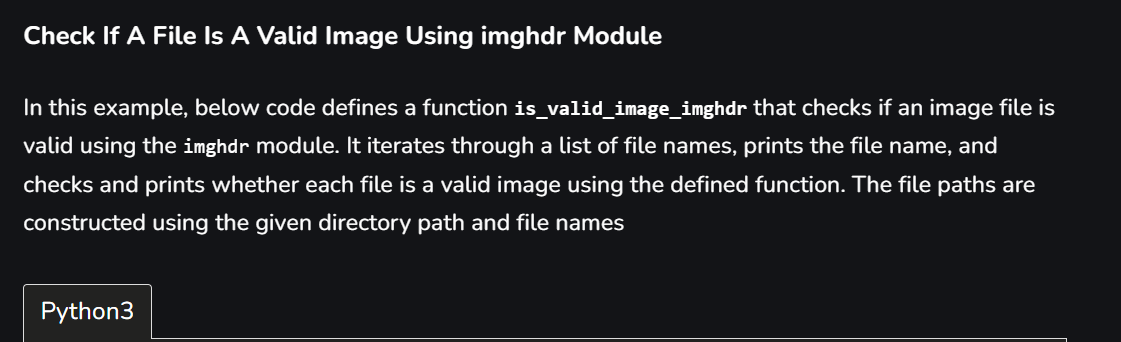 Check If A File Is A Valid Image Using imghdr Module
In this example, below code defines a function is_valid_image_imghdr that checks if an image file is
valid using the imghdr module. It iterates through a list of file names, prints the file name, and
checks and prints whether each file is a valid image using the defined function. The file paths are
constructed using the given directory path and file names
Python3